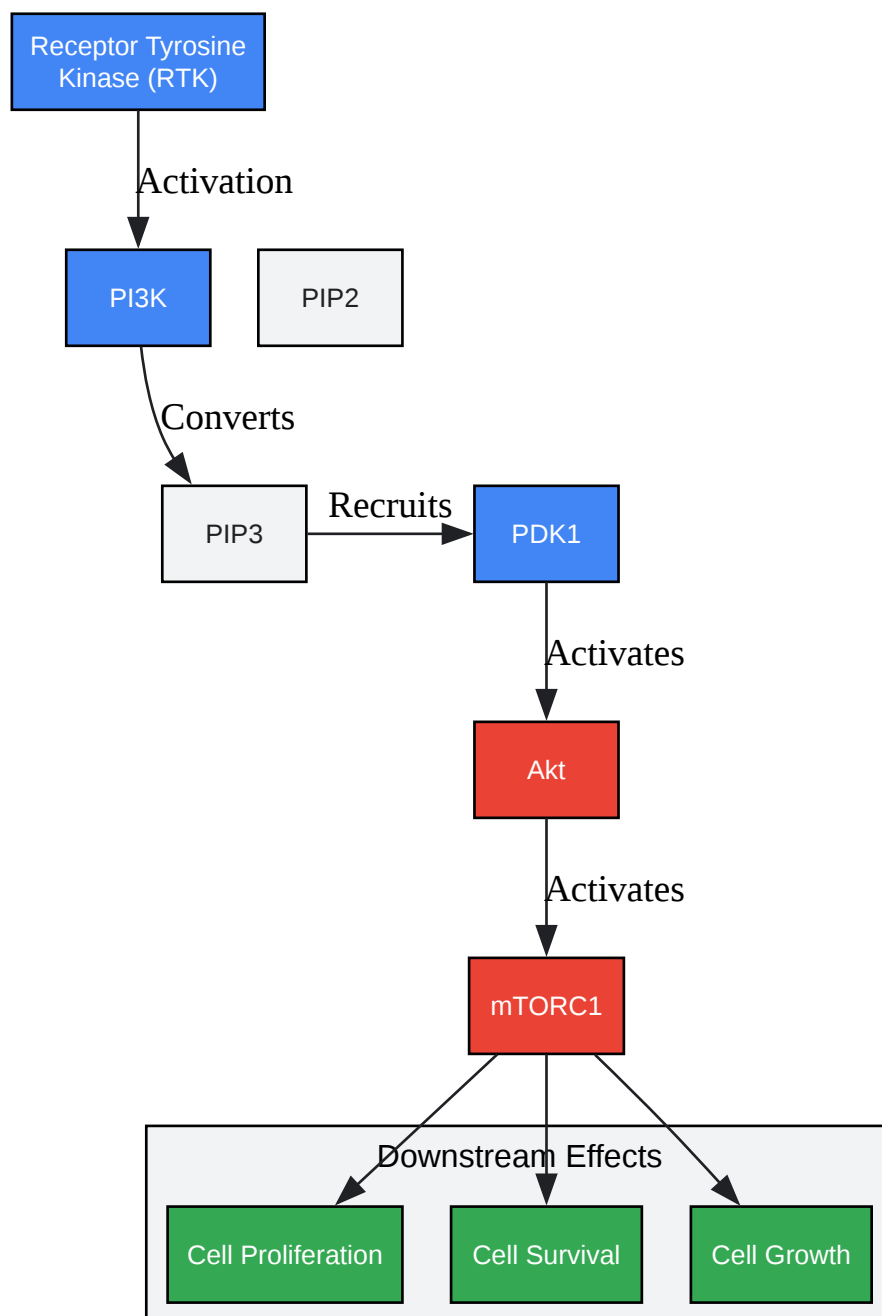 Receptor Tyrosine
Kinase (RTK)
Activation
PI3K
PIP2
Converts
PIP3
Recruits
PDK1
Activates
Akt
Activates
mTORC1
Downstream Effects
Cell Proliferation
Cell Survival
Cell Growth